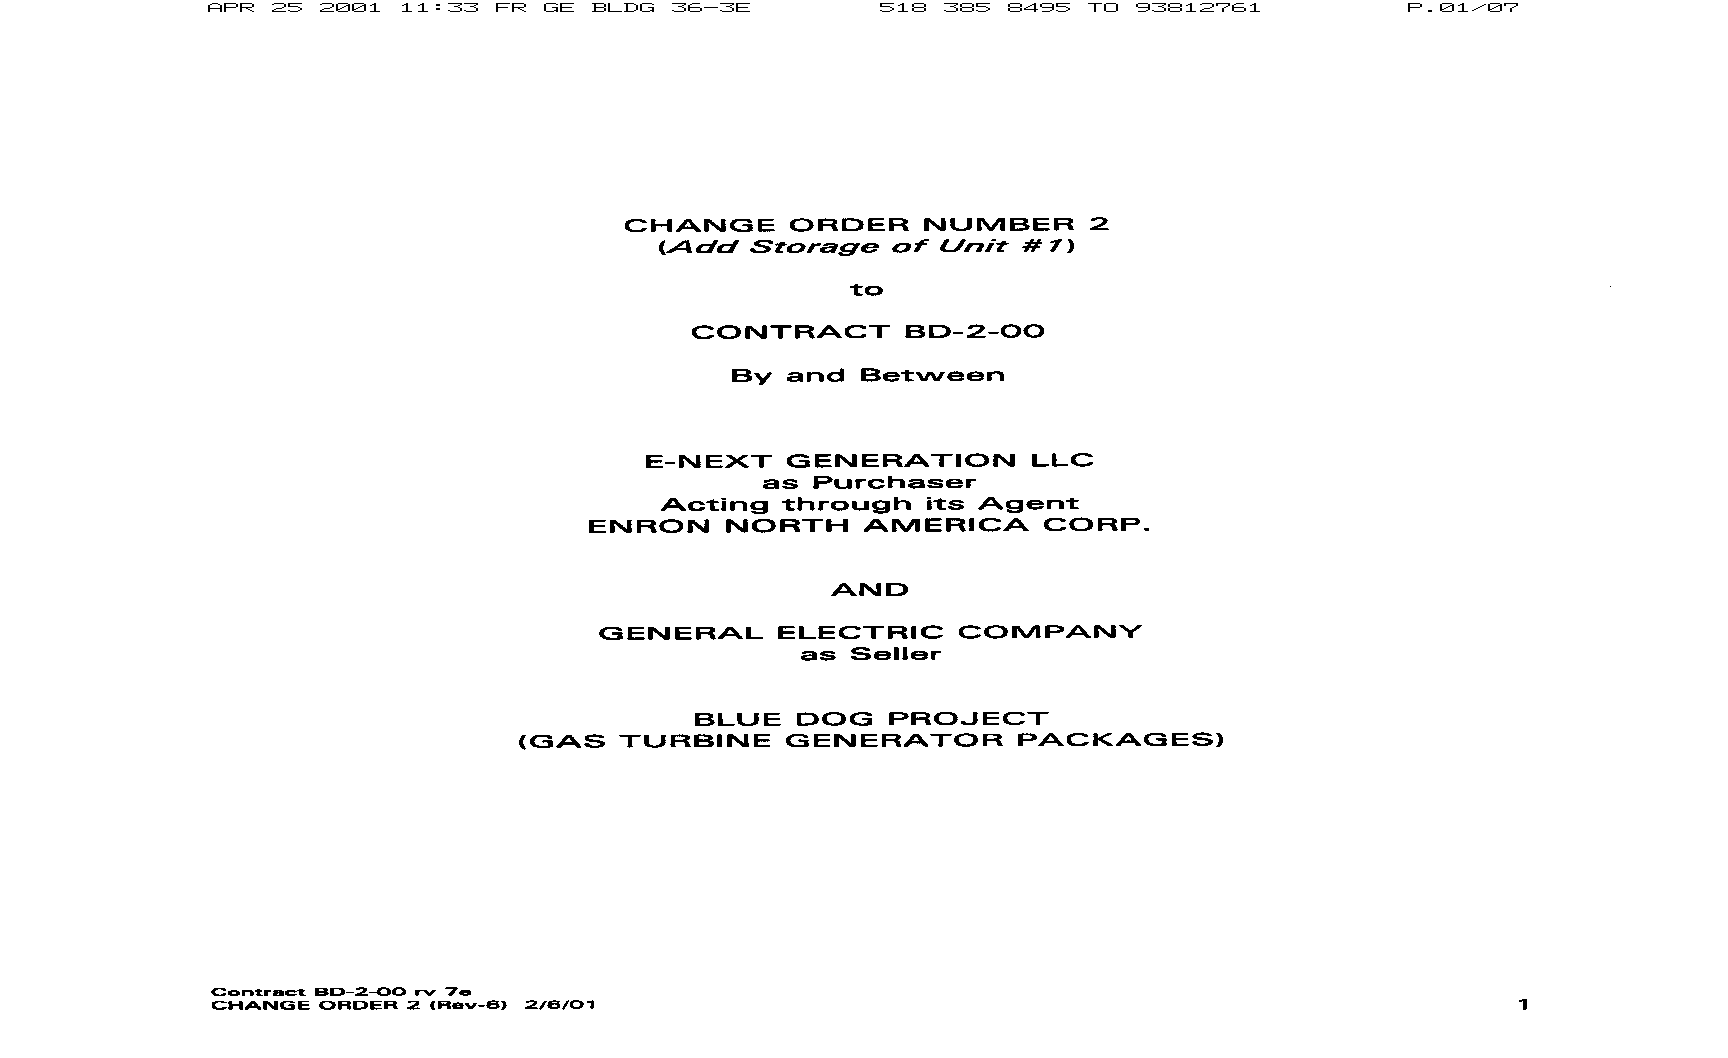 APR 25 2001 11:33 FR GE BLDG 36-3E 518 385 8495 TO 93812761 P.01/07
CHANGE ORDER NUMBER 2
(Add Storage of Unit #1)
to
CONTRACT BD-2-00
By and Between
E-NEXT GENERATION LLC
as Purchaser
Acting through its Agent
ENRON NORTH AMERICA CORP.
AND
GENERAL ELECTRIC COMPANY
as Seller
BLUE DOG PROJECT
(GAS TURBINE GENERATOR PACKAGES)
Contract BD-2-00 rv 7e
CHANGE ORDER 2 (Rev-6) 2/6/01 1